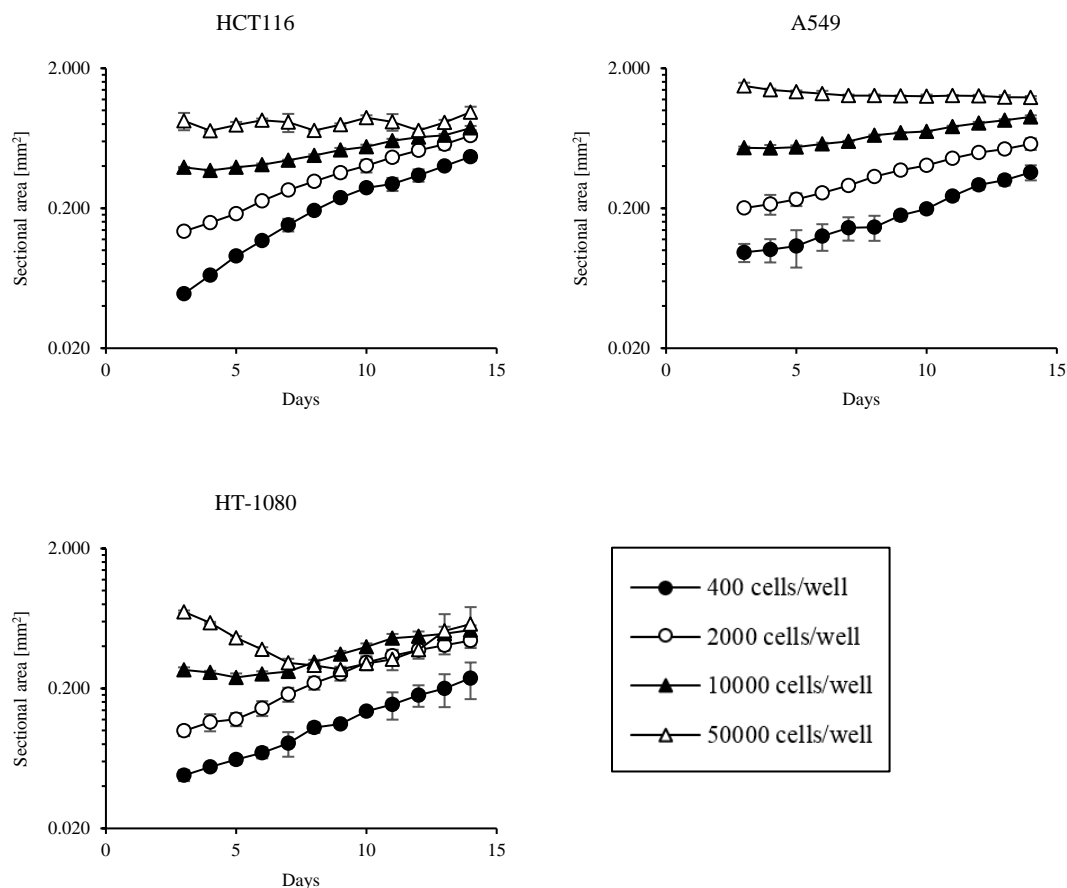 HCT116
2.000
0.200
0.020
Sectional area [mm²]
0 5 10 15
Days
A549
2.000
0.200
0.020
Sectional area [mm²]
0 5 10 15
Days
HT-1080
2.000
0.200
0.020
Sectional area [mm²]
0 5 10 15
Days
400 cells/well
2000 cells/well
10000 cells/well
50000 cells/well